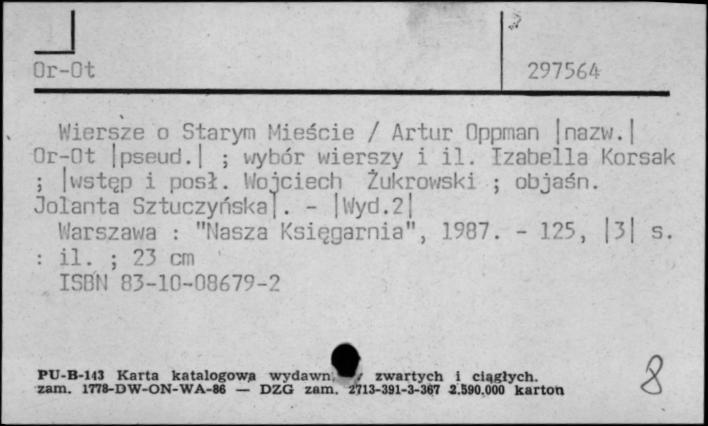 Or-Ot 297564
Wiersze o Starym Mieście / Artur Oppman |nazw.|
Or-Ot |pseud.| ; wybór wierszy i il. Izabella Korsak
; |wstęp i posł. Wojciech Żukrowski ; objaśn.
Jolanta Sztuczyńska|. - |Wyd.2|
Warszawa : "Nasza Księgarnia", 1987. - 125, |3| s.
: il. ; 23 cm
ISBN 83-10-08679-2
PU-B-143 Karta katalogowa wydawn zwartych i ciągłych.
zam. 1778-DW-ON-WA-86 — DZG zam. 2713-391-3-367 2.590.000 karton
8